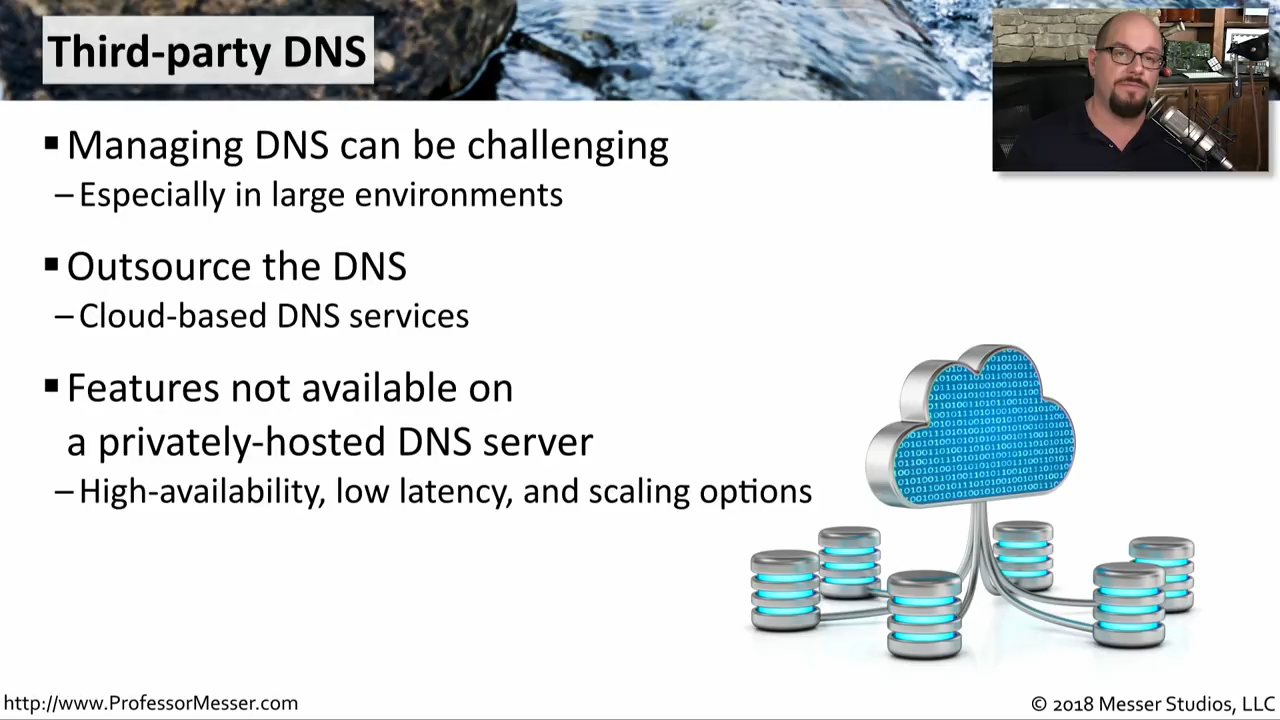 Third-party DNS
▪ Managing DNS can be challenging
– Especially in large environments
▪ Outsource the DNS
– Cloud-based DNS services
▪ Features not available on
a privately-hosted DNS server
– High-availability, low latency, and scaling options
http://www.ProfessorMesser.com
© 2018 Messer Studios, LLC